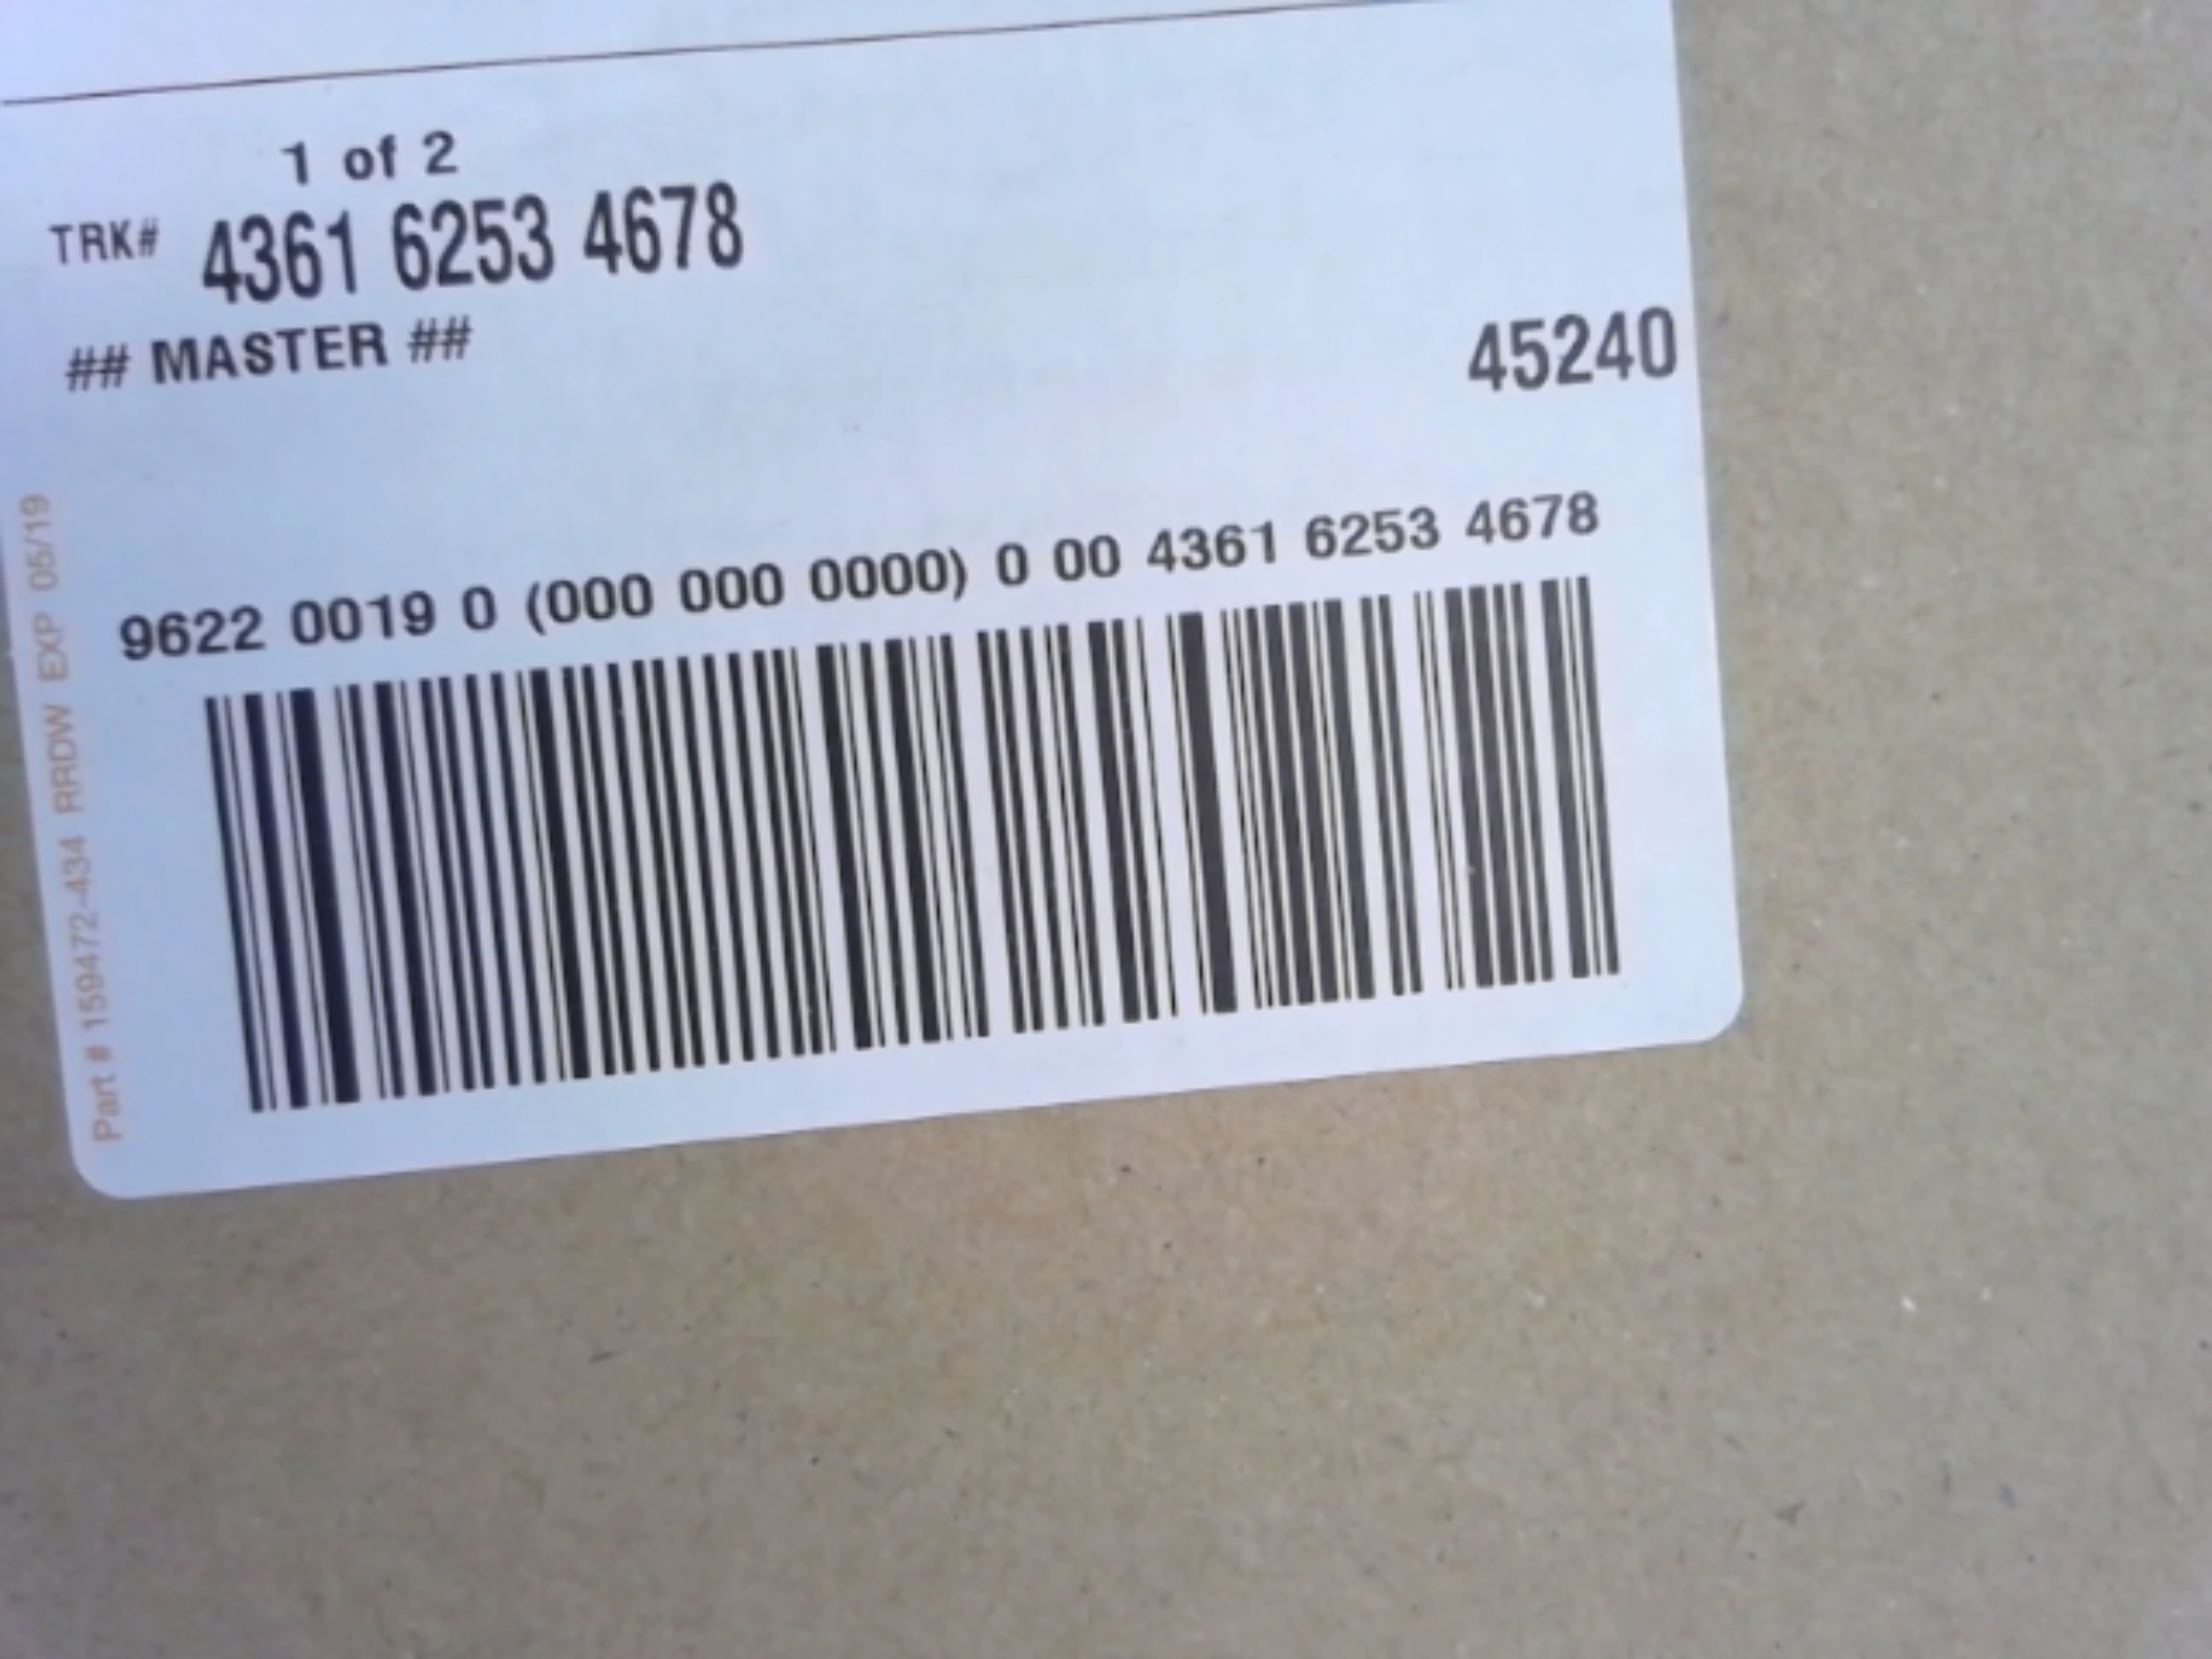 1 of 2
TRK# 4361 6253 4678
## MASTER ##
45240
9622 0019 0 (000 000 0000) 0 00 4361 6253 4678
Part # 159472-434 RRDW EXP 05/19